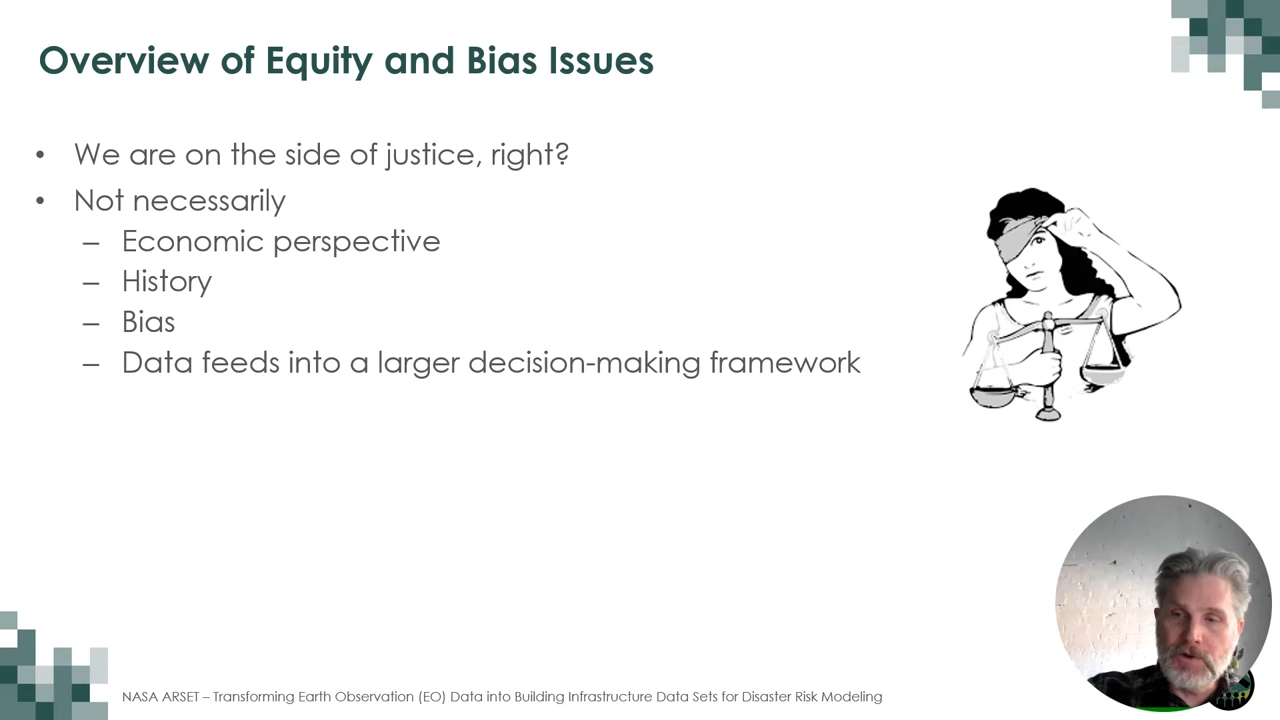 Overview of Equity and Bias Issues
• We are on the side of justice, right?
• Not necessarily
– Economic perspective
– History
– Bias
– Data feeds into a larger decision-making framework
NASA ARSET – Transforming Earth Observation (EO) Data into Building Infrastructure Data Sets for Disaster Risk Modeling